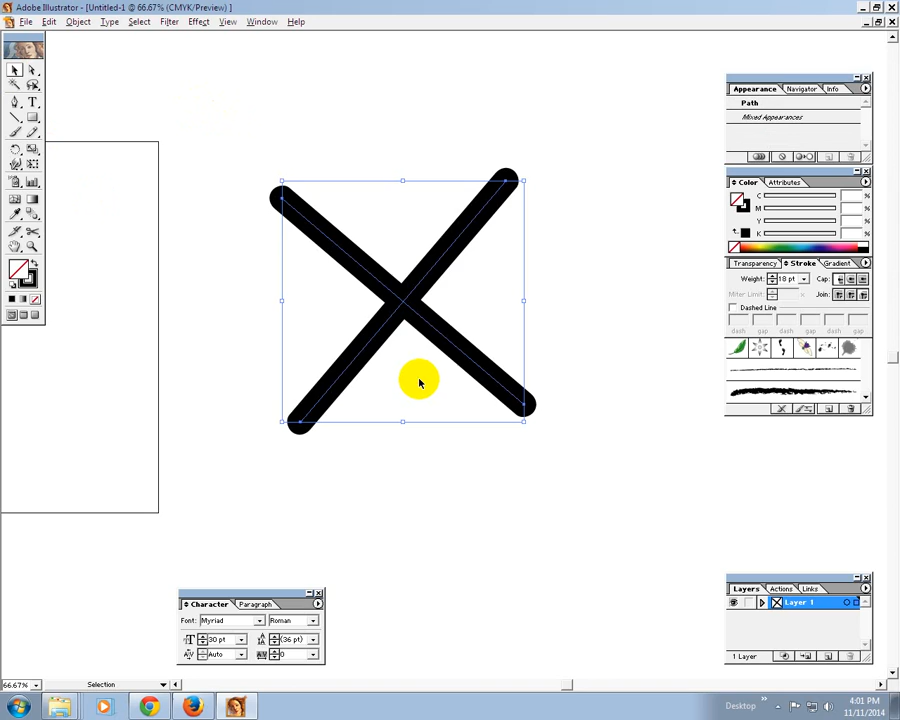 Adobe Illustrator - [Untitled-1 @ 66.67% (CMYK/Preview) ]
File Edit Object Type Select Filter Effect View Window Help
Appearance Navigator Info
Path
Mixed Appearances
Color Attributes
C
M
Y
K
Transparency Stroke Gradient
Weight: 18 pt Cap:
Miter Limit: Join:
Dashed Line
dash gap dash gap dash gap
Character Paragraph
Font: Myriad Roman
30 pt (36 pt)
Auto 0
Layers Actions Links
Layer 1
1 Layer
66.67% Selection
Desktop
4:01 PM
11/11/2014